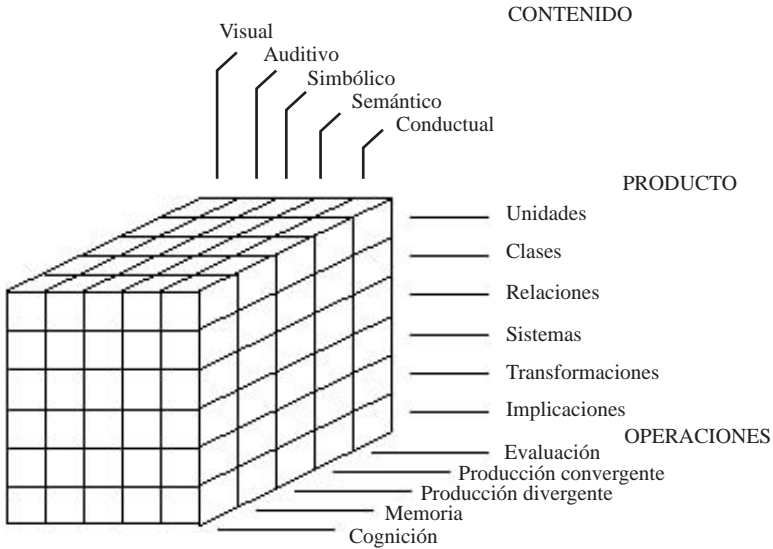 CONTENIDO
Visual
Auditivo
Simbólico
Semántico
Conductual
PRODUCTO
Unidades
Clases
Relaciones
Sistemas
Transformaciones
Implicaciones
OPERACIONES
Evaluación
Producción convergente
Producción divergente
Memoria
Cognición